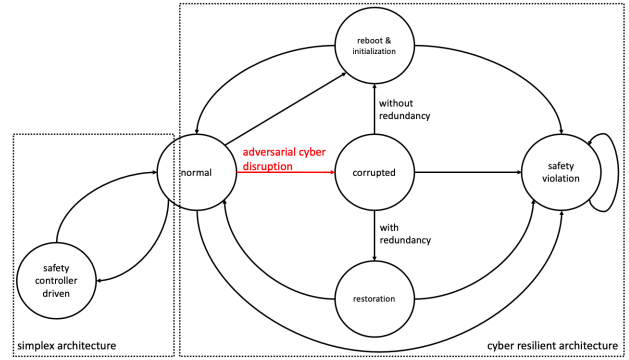 reboot &
initialization
without
redundancy
adversarial cyber
disruption
normal
corrupted
safety
violation
with
redundancy
safety
controller
driven
restoration
simplex architecture
cyber resilient architecture